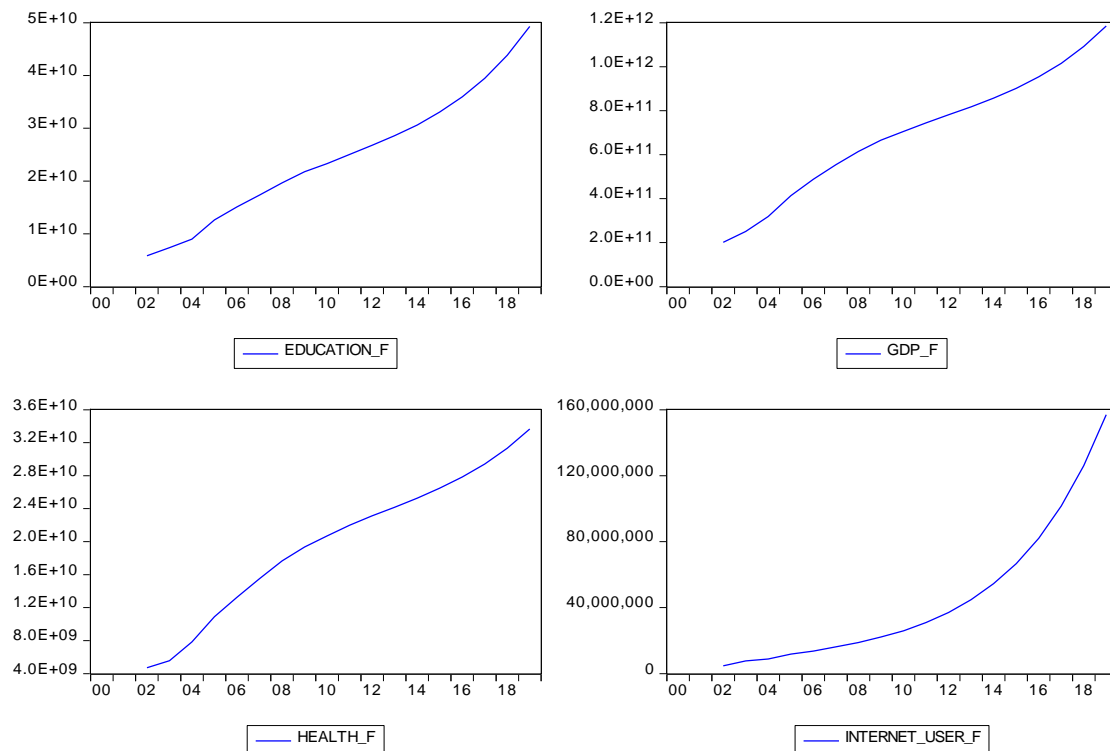 5E+10
4E+10
3E+10
2E+10
1E+10
0E+00
00 02 04 06 08 10 12 14 16 18
EDUCATION_F
1.2E+12
1.0E+12
8.0E+11
6.0E+11
4.0E+11
2.0E+11
0.0E+00
00 02 04 06 08 10 12 14 16 18
GDP_F
3.6E+10
3.2E+10
2.8E+10
2.4E+10
2.0E+10
1.6E+10
1.2E+10
8.0E+09
4.0E+09
00 02 04 06 08 10 12 14 16 18
HEALTH_F
160,000,000
120,000,000
80,000,000
40,000,000
0
00 02 04 06 08 10 12 14 16 18
INTERNET_USER_F